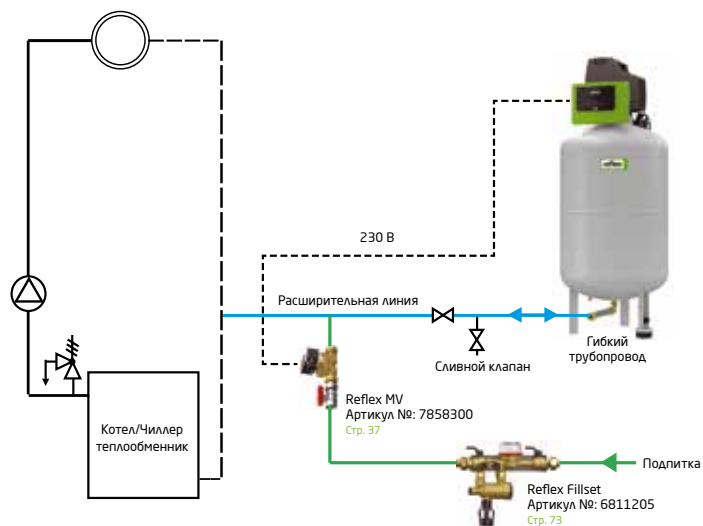 230 В
Расширительная линия
Гибкий
трубопровод
Сливной клапан
Reflex MV
Артикул №: 7858300
Стр. 37
Котел/Чиллер
теплообменник
Подпитка
Reflex Fillset
Артикул №: 6811205
Стр. 73